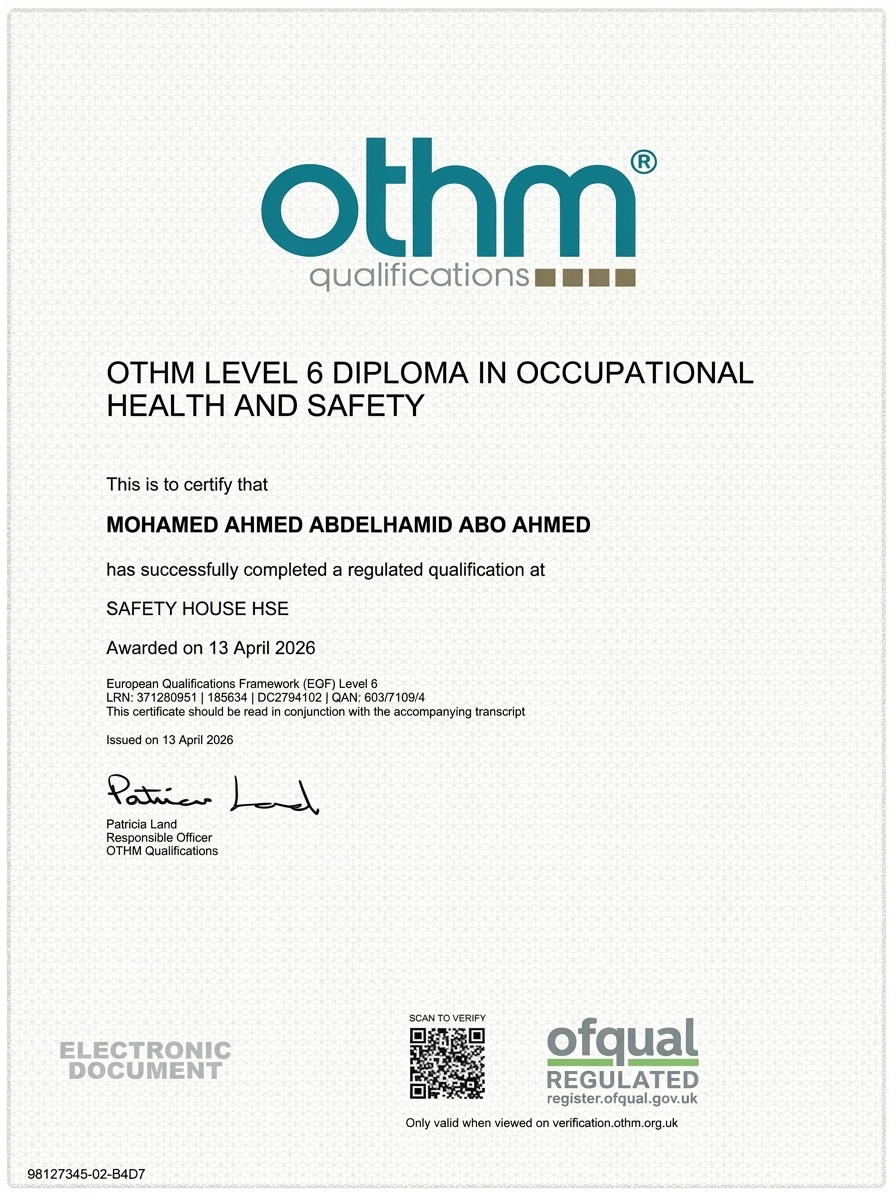 othm®
qualifications
OTHM LEVEL 6 DIPLOMA IN OCCUPATIONAL
HEALTH AND SAFETY
This is to certify that
MOHAMED AHMED ABDELHAMID ABO AHMED
has successfully completed a regulated qualification at
SAFETY HOUSE HSE
Awarded on 13 April 2026
European Qualifications Framework (EGF) Level 6
LRN: 371280951 | 185634 | DC2794102 | QAN: 603/7109/4
This certificate should be read in conjunction with the accompanying transcript
Issued on 13 April 2026
Patricia Land
Patricia Land
Responsible Officer
OTHM Qualifications
ELECTRONIC
DOCUMENT
SCAN TO VERIFY
ofqual
REGULATED
register.ofqual.gov.uk
Only valid when viewed on verification.othm.org.uk
98127345-02-B4D7